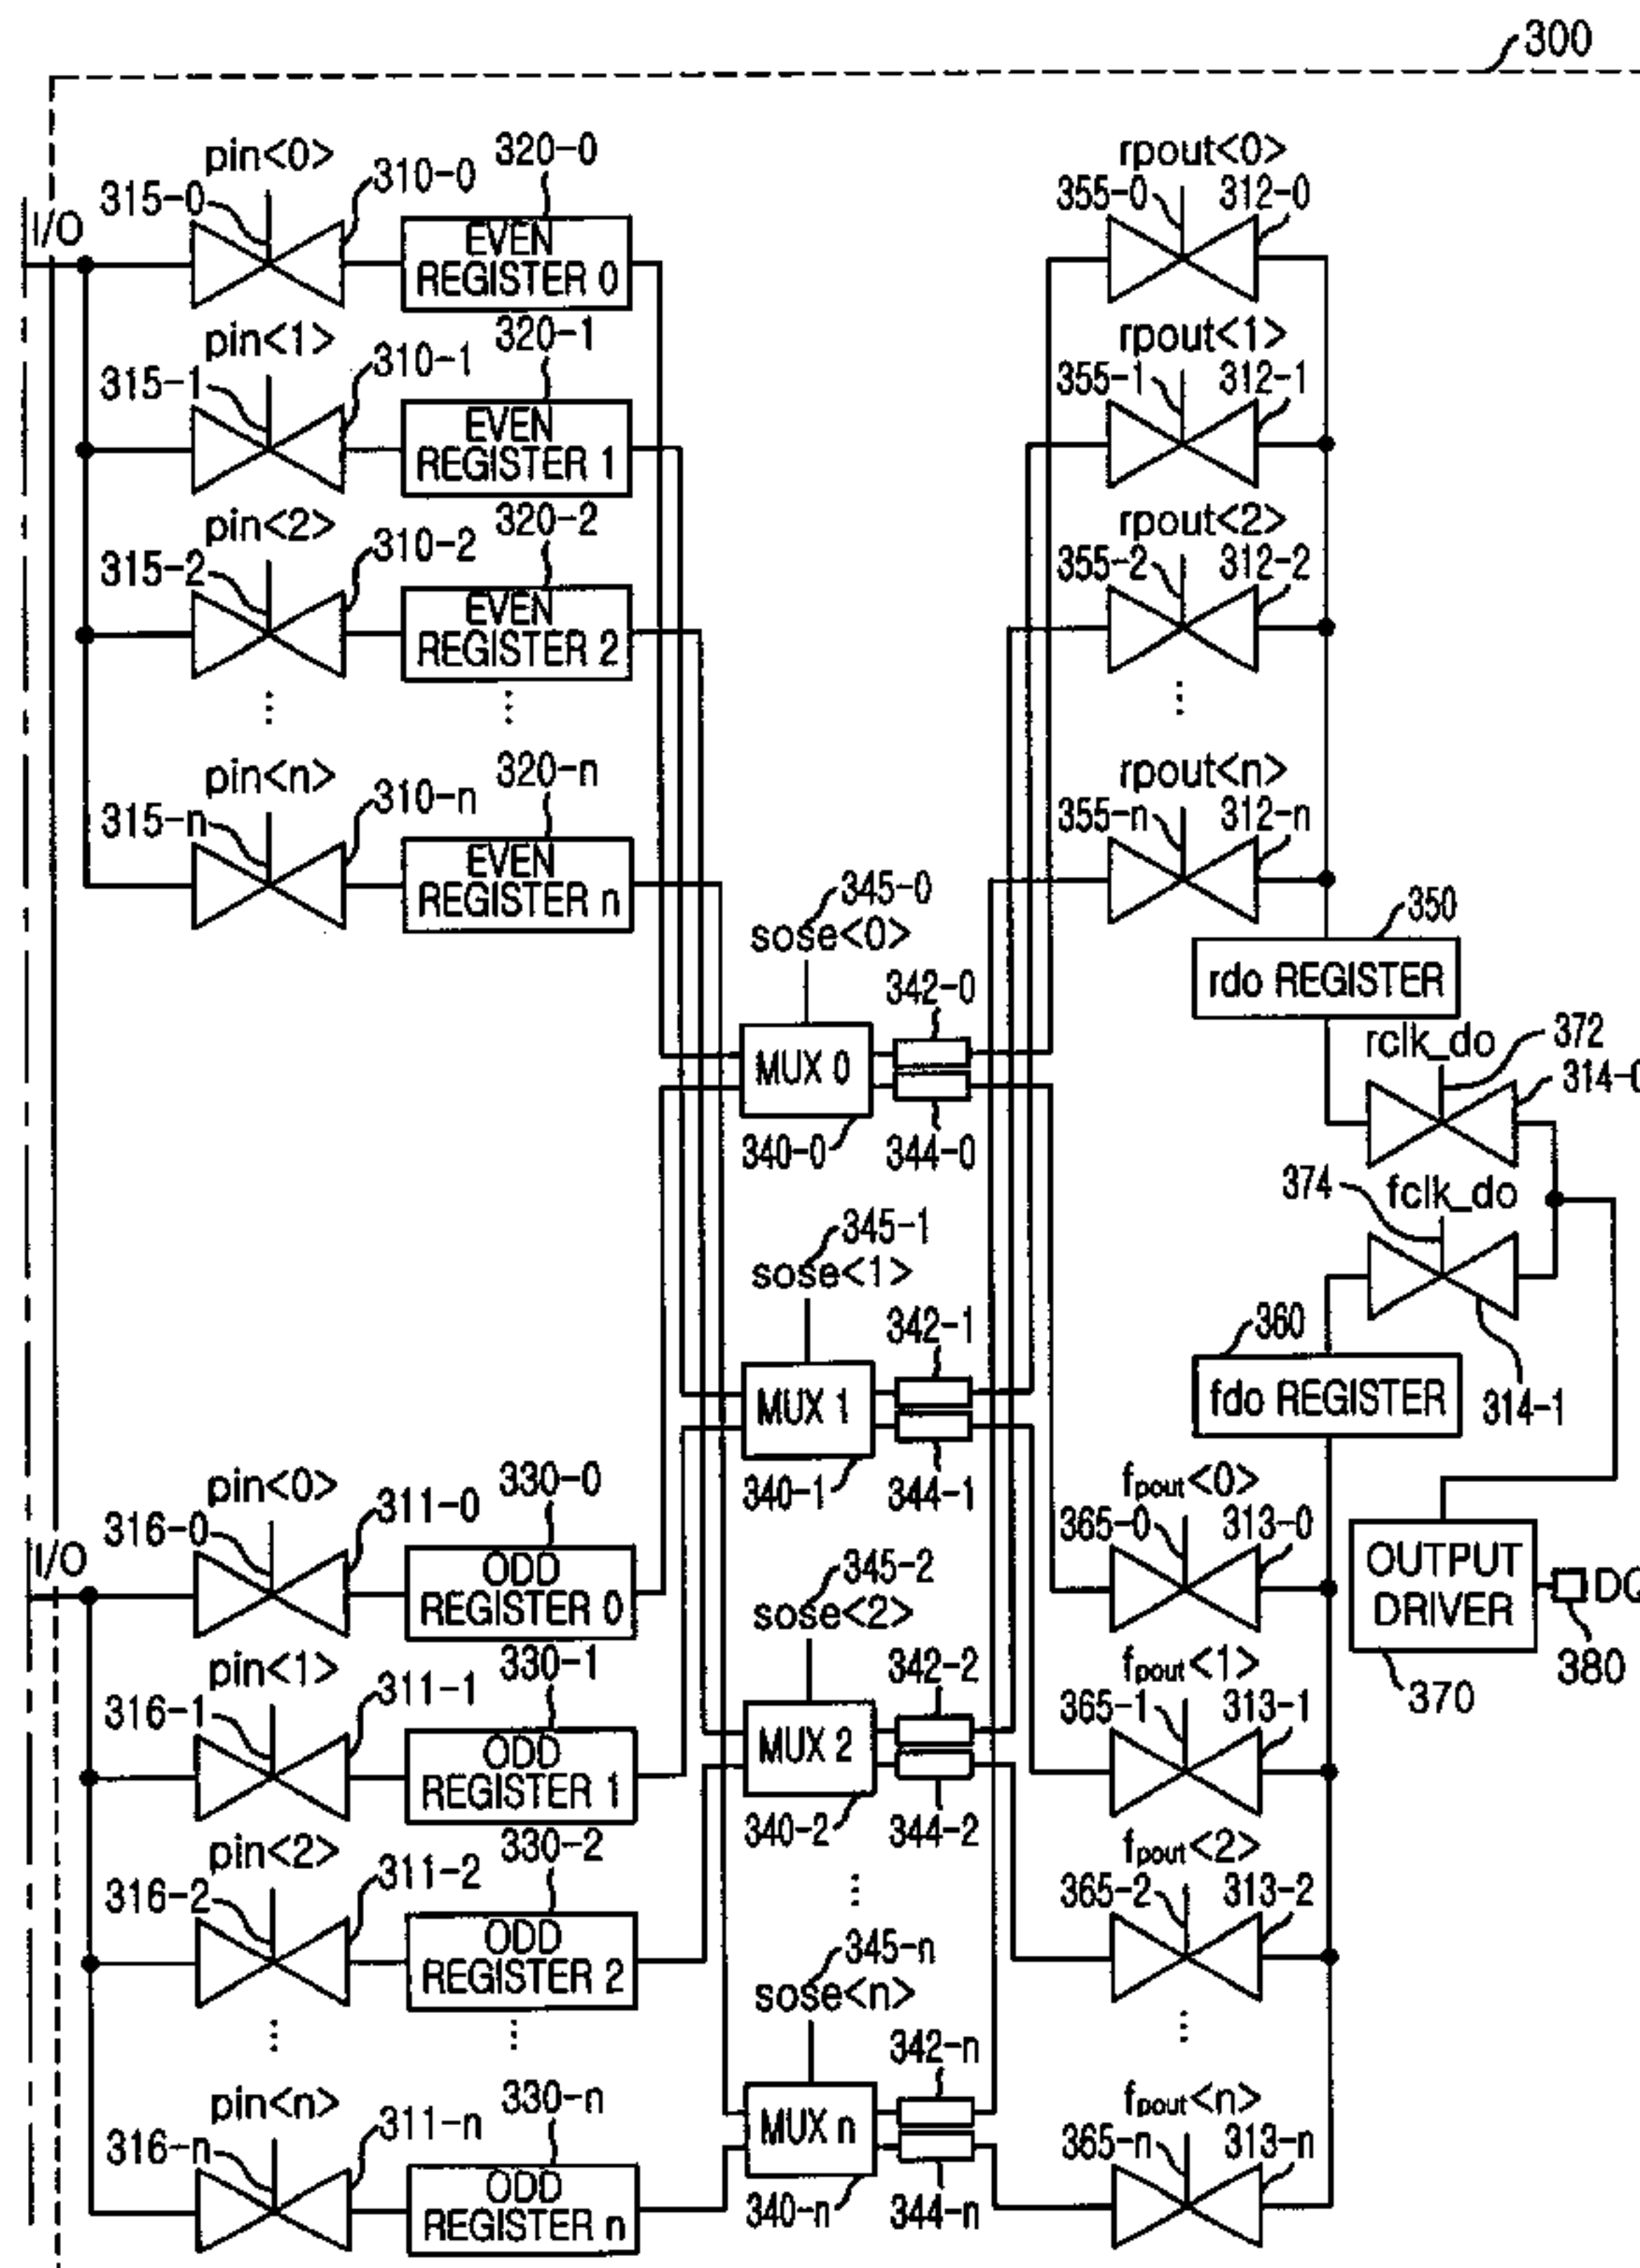 300
pin<0>
320-0
315-0
310-0
I/O
EVEN
REGISTER 0
pin<1>
320-1
315-1
310-1
EVEN
REGISTER 1
pin<2>
320-2
315-2
310-2
EVEN
REGISTER 2
pin<n>
320-n
315-n
310-n
EVEN
REGISTER n
rpout<0>
355-0
312-0
rpout<1>
355-1
312-1
rpout<2>
355-2
312-2
rpout<n>
355-n
312-n
350
rdo REGISTER
rclk_do
372
314-0
374
fclk_do
314-1
360
fdo REGISTER
345-0
sose<0>
342-0
MUX 0
340-0
344-0
345-1
sose<1>
342-1
MUX 1
340-1
344-1
345-2
sose<2>
342-2
MUX 2
340-2
344-2
345-n
sose<n>
342-n
MUX n
340-n
344-n
pin<0>
330-0
316-0
311-0
I/O
ODD
REGISTER 0
pin<1>
330-1
316-1
311-1
ODD
REGISTER 1
pin<2>
330-2
316-2
311-2
ODD
REGISTER 2
pin<n>
330-n
316-n
311-n
ODD
REGISTER n
fpout<0>
365-0
313-0
fpout<1>
365-1
313-1
fpout<2>
365-2
313-2
fpout<n>
365-n
313-n
OUTPUT
DRIVER
DQ
380
370